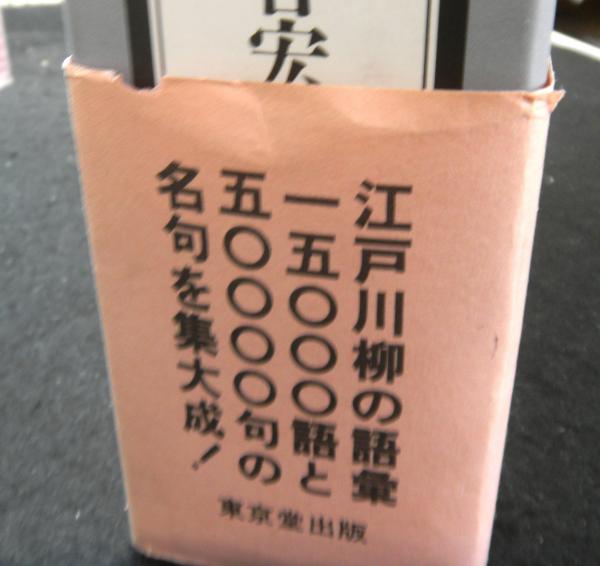 宏
江戸川柳の語彙
一五〇〇〇語と
五〇〇〇〇句の
名句を集大成！
東京堂出版